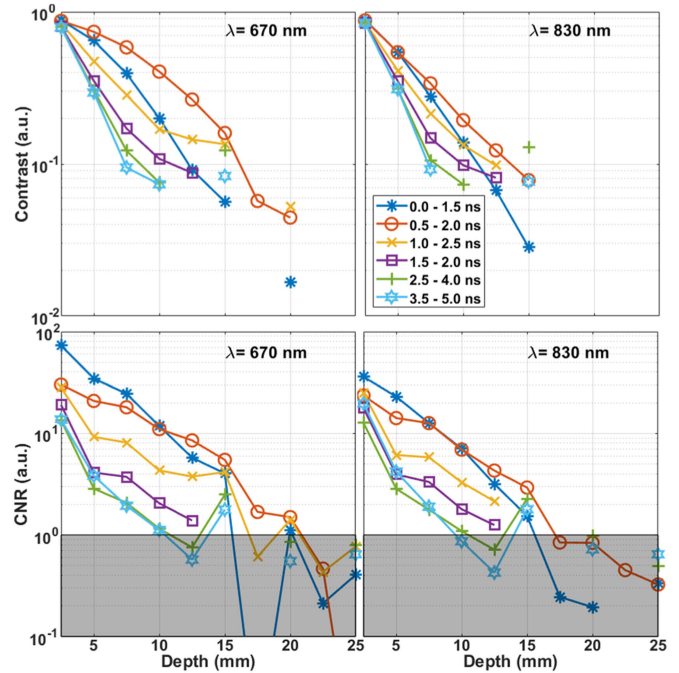 10^0
10^-1
10^-2
Contrast (a.u.)
λ= 670 nm
λ= 830 nm
0.0 - 1.5 ns
0.5 - 2.0 ns
1.0 - 2.5 ns
1.5 - 2.0 ns
2.5 - 4.0 ns
3.5 - 5.0 ns
10^2
10^1
10^0
10^-1
CNR (a.u.)
λ= 670 nm
λ= 830 nm
5 10 15 20 25
5 10 15 20 25
Depth (mm)
Depth (mm)